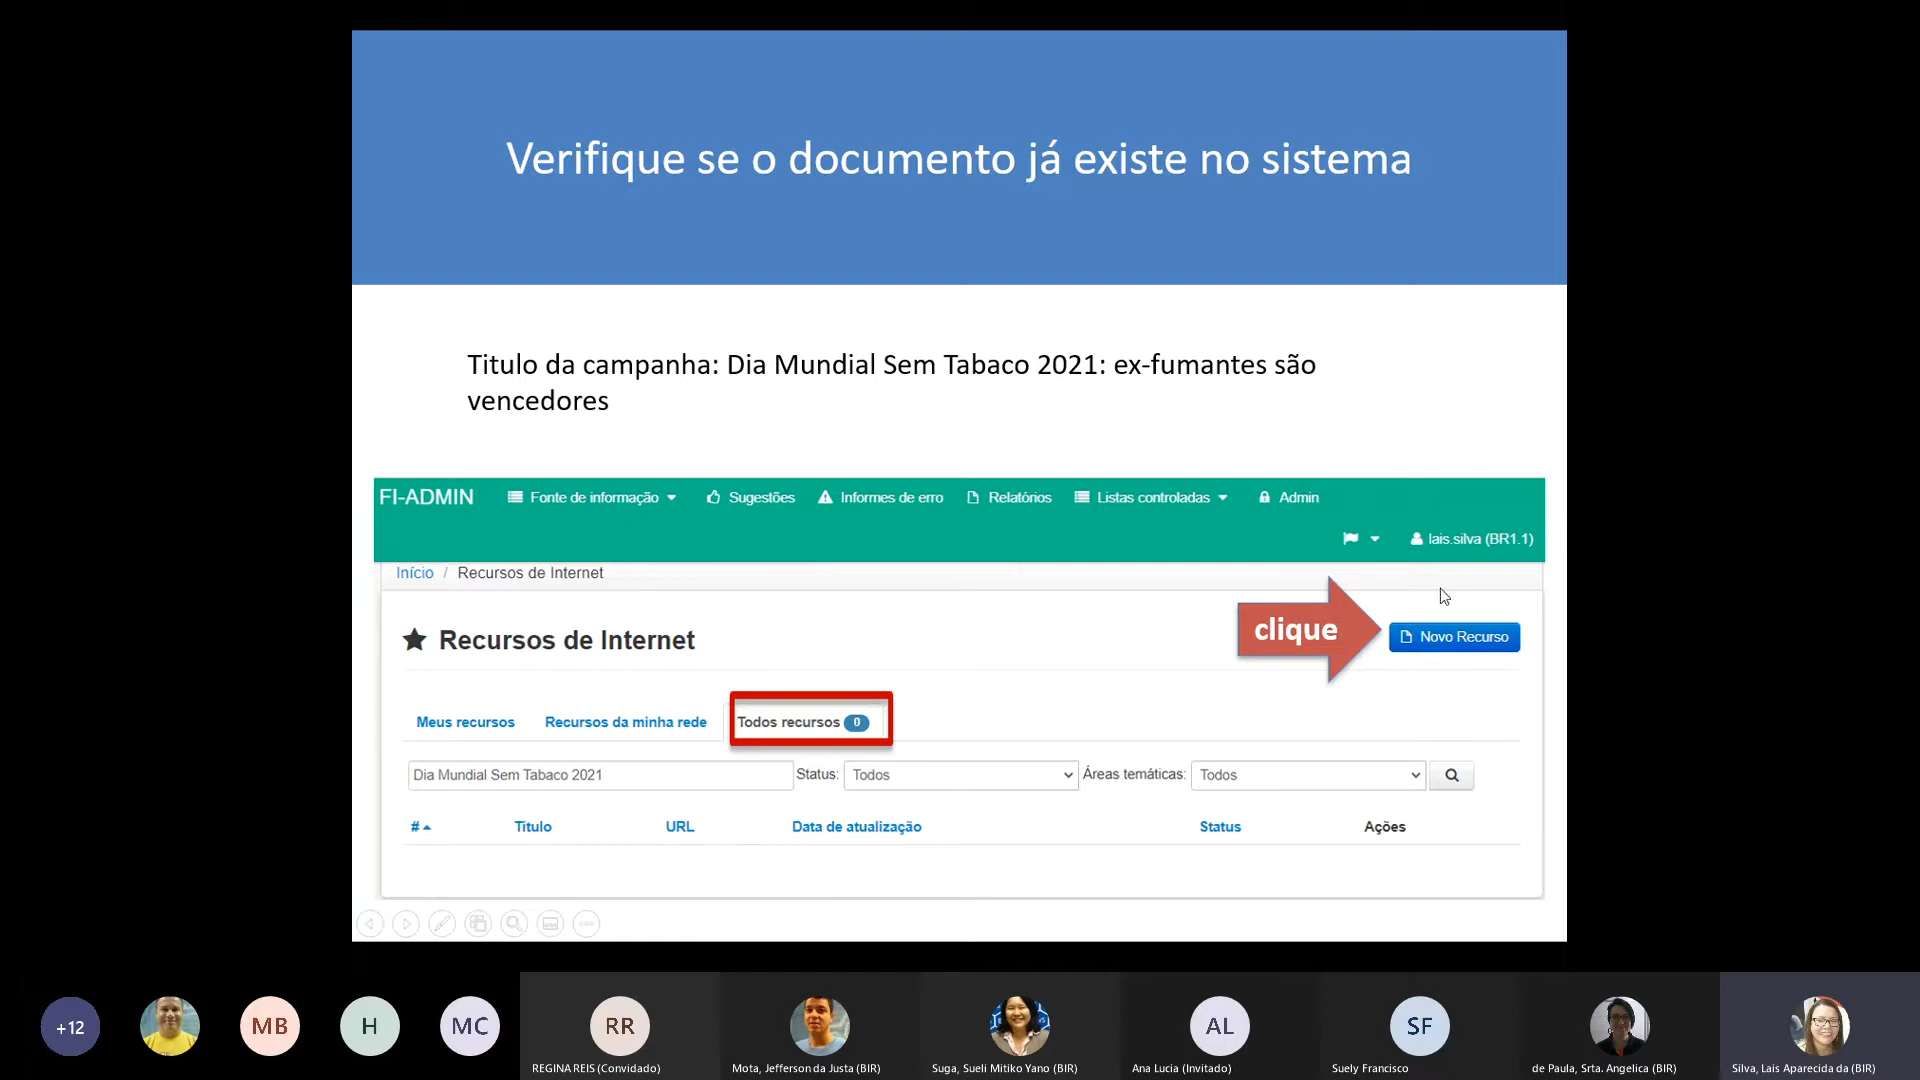 Verifique se o documento já existe no sistema
Titulo da campanha: Dia Mundial Sem Tabaco 2021: ex-fumantes são
vencedores
FI-ADMIN Fonte de informação Sugestões Informes de erro Relatórios Listas controladas Admin
lais.silva (BR1.1)
Início / Recursos de Internet
Recursos de Internet
clique
Novo Recurso
Meus recursos Recursos da minha rede Todos recursos 0
Dia Mundial Sem Tabaco 2021 Status: Todos Áreas temáticas: Todos
# Título URL Data de atualização Status Ações
+12 MB H MC RR AL SF
REGINA REIS (Convidado) Mota, Jefferson da Justa (BIR) Suga, Sueli Mitiko Yano (BIR) Ana Lucia (Invitado) Suely Francisco de Paula, Srta. Angelica (BIR) Silva, Lais Aparecida da (BIR)